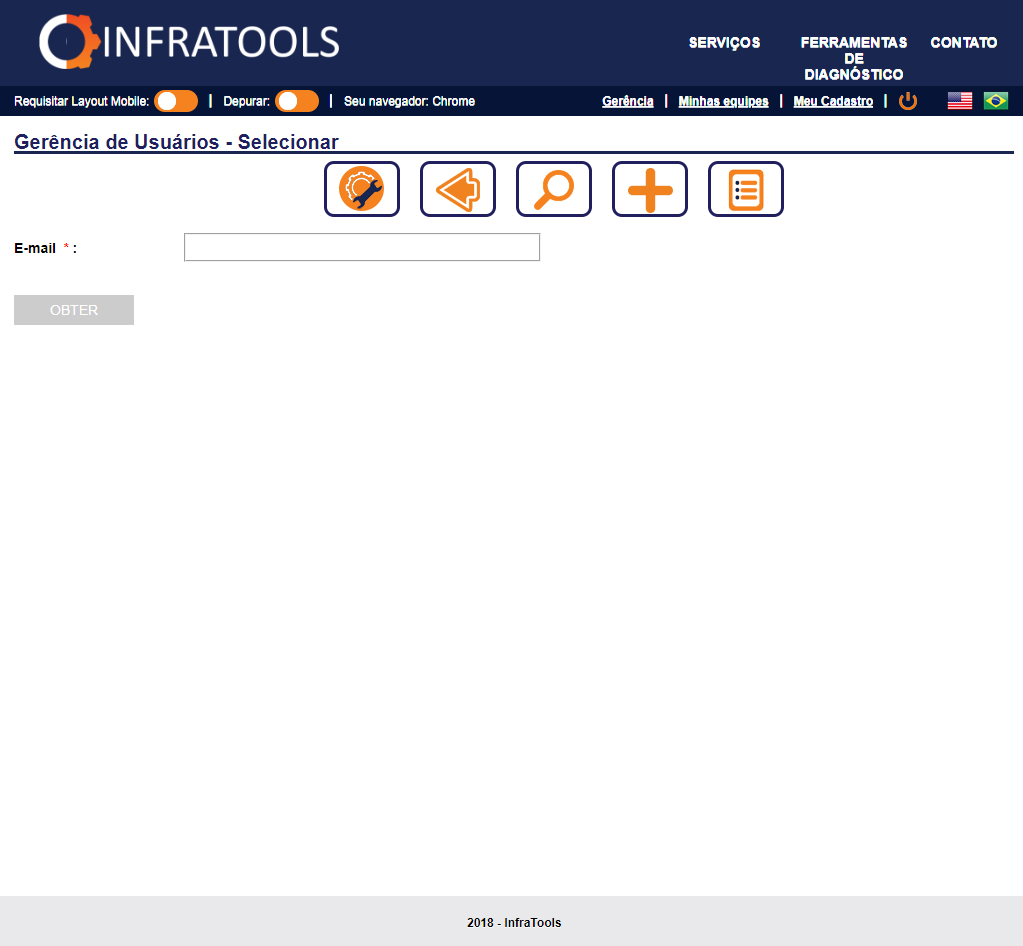 INFRATOOLS
SERVIÇOS
FERRAMENTAS
DE
DIAGNÓSTICO
CONTATO
Requisitar Layout Mobile: | Depurar: | Seu navegador: Chrome
Gerência | Minhas equipes | Meu Cadastro |
Gerência de Usuários - Selecionar
E-mail * :
OBTER
2018 - InfraTools